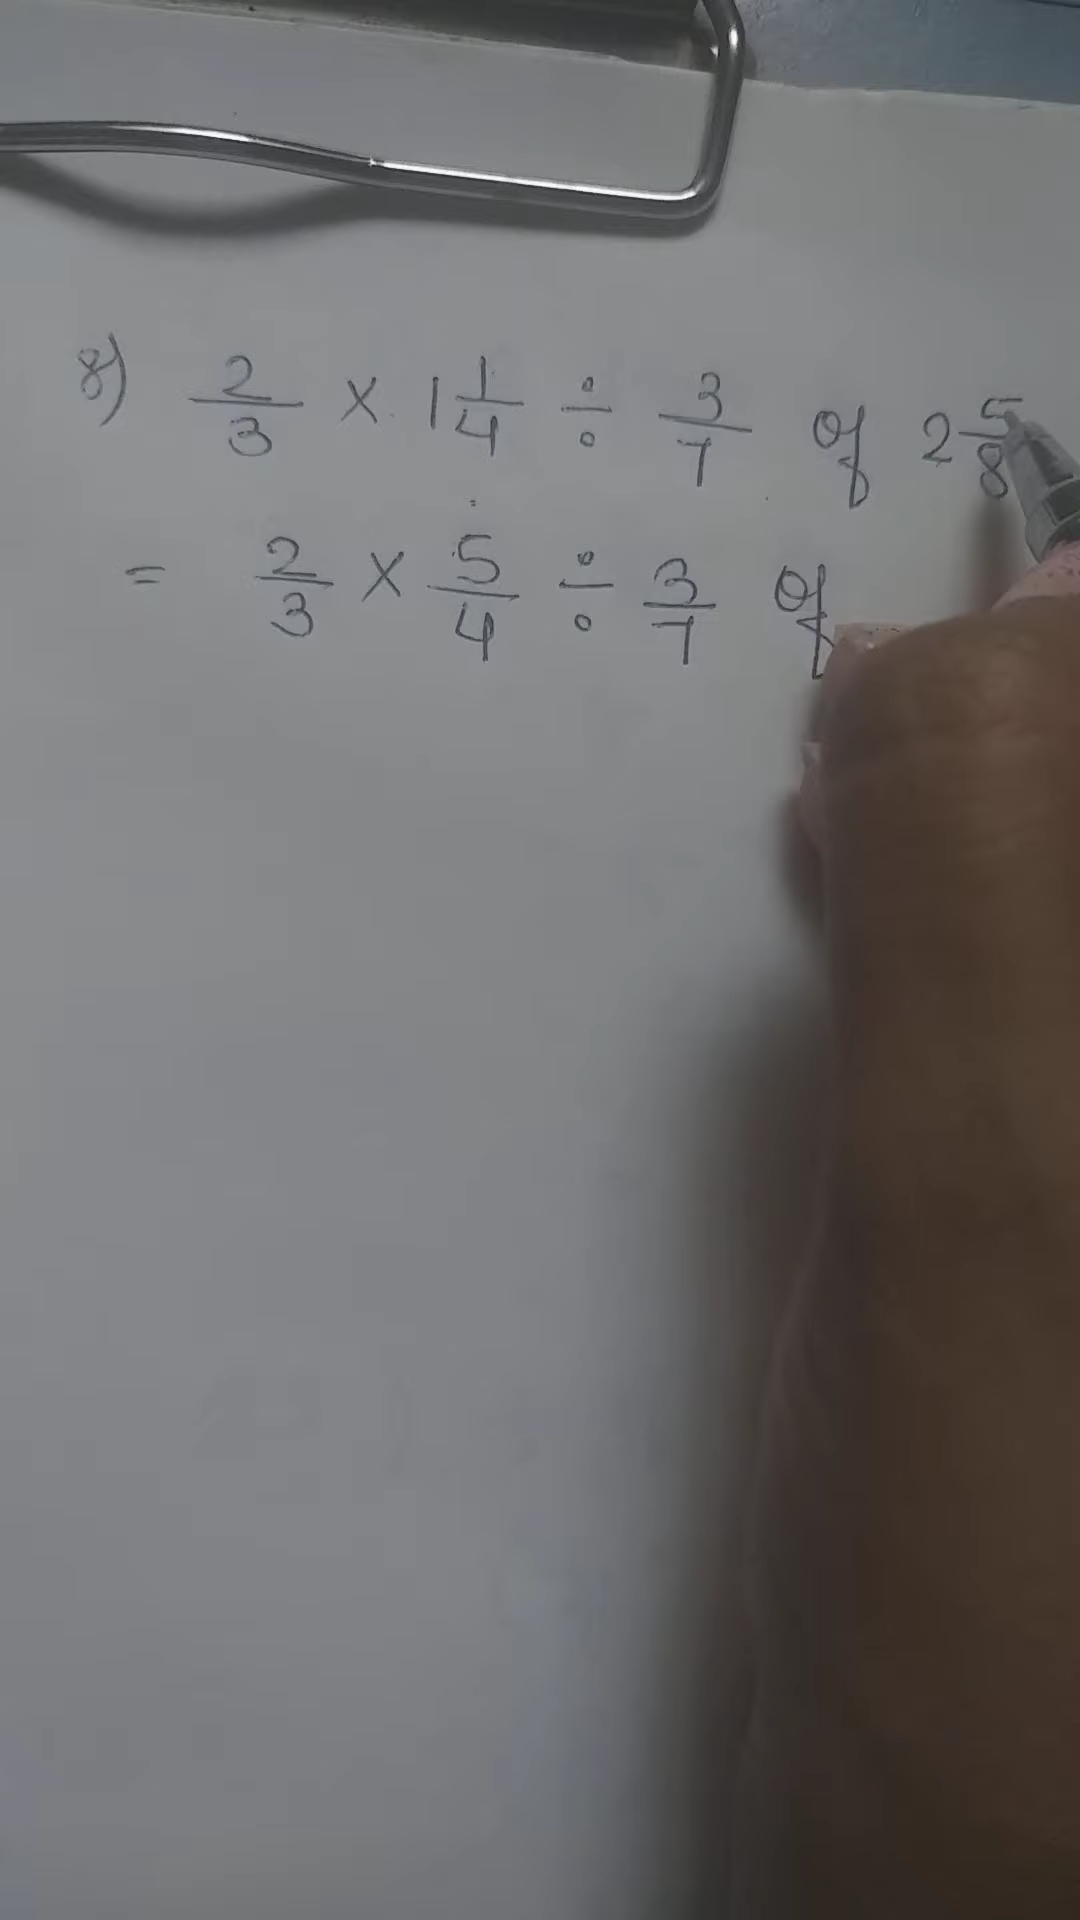 8) 2/3 × 1 1/4 ÷ 3/7 of 2 5/8
= 2/3 × 5/4 ÷ 3/7 of